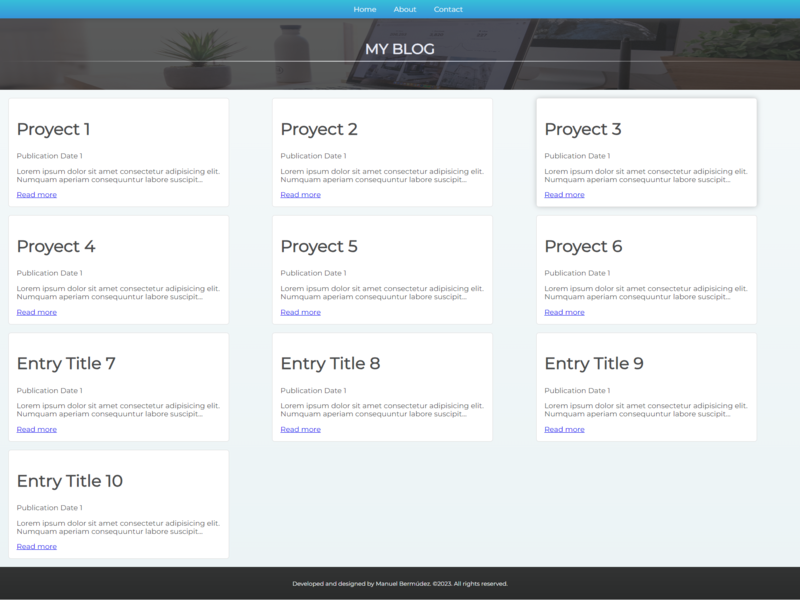 Home About Contact
MY BLOG
Proyect 1
Publication Date 1
Lorem ipsum dolor sit amet consectetur adipisicing elit.
Numquam aperiam consequuntur labore suscipit...
Read more
Proyect 2
Publication Date 1
Lorem ipsum dolor sit amet consectetur adipisicing elit.
Numquam aperiam consequuntur labore suscipit...
Read more
Proyect 3
Publication Date 1
Lorem ipsum dolor sit amet consectetur adipisicing elit.
Numquam aperiam consequuntur labore suscipit...
Read more
Proyect 4
Publication Date 1
Lorem ipsum dolor sit amet consectetur adipisicing elit.
Numquam aperiam consequuntur labore suscipit...
Read more
Proyect 5
Publication Date 1
Lorem ipsum dolor sit amet consectetur adipisicing elit.
Numquam aperiam consequuntur labore suscipit...
Read more
Proyect 6
Publication Date 1
Lorem ipsum dolor sit amet consectetur adipisicing elit.
Numquam aperiam consequuntur labore suscipit...
Read more
Entry Title 7
Publication Date 1
Lorem ipsum dolor sit amet consectetur adipisicing elit.
Numquam aperiam consequuntur labore suscipit...
Read more
Entry Title 8
Publication Date 1
Lorem ipsum dolor sit amet consectetur adipisicing elit.
Numquam aperiam consequuntur labore suscipit...
Read more
Entry Title 9
Publication Date 1
Lorem ipsum dolor sit amet consectetur adipisicing elit.
Numquam aperiam consequuntur labore suscipit...
Read more
Entry Title 10
Publication Date 1
Lorem ipsum dolor sit amet consectetur adipisicing elit.
Numquam aperiam consequuntur labore suscipit...
Read more
Developed and designed by Manuel Bermúdez. ©2023. All rights reserved.